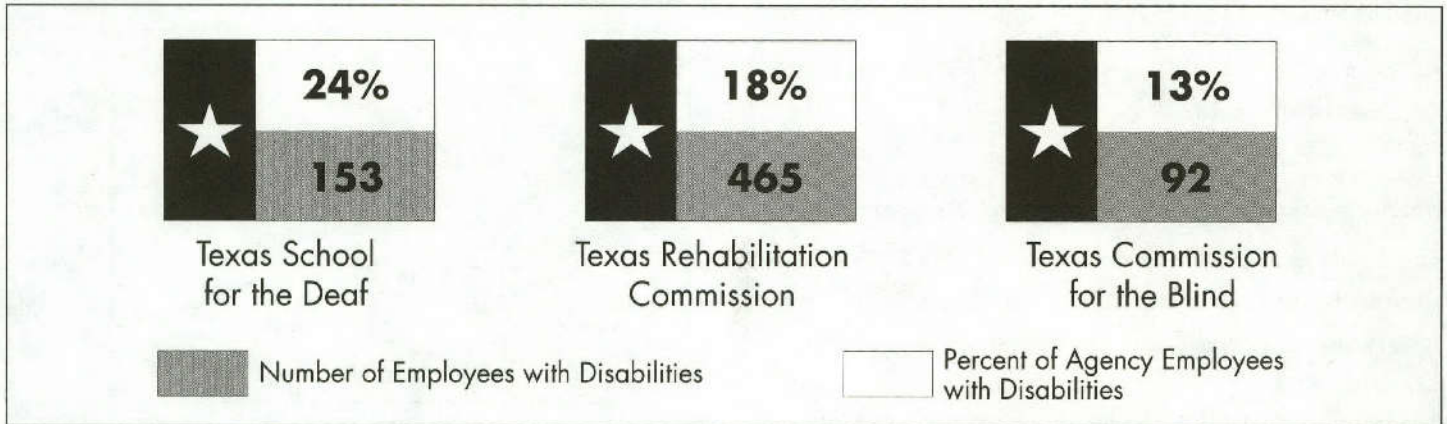 24%
153
Texas School
for the Deaf
18%
465
Texas Rehabilitation
Commission
13%
92
Texas Commission
for the Blind
Number of Employees with Disabilities
Percent of Agency Employees
with Disabilities